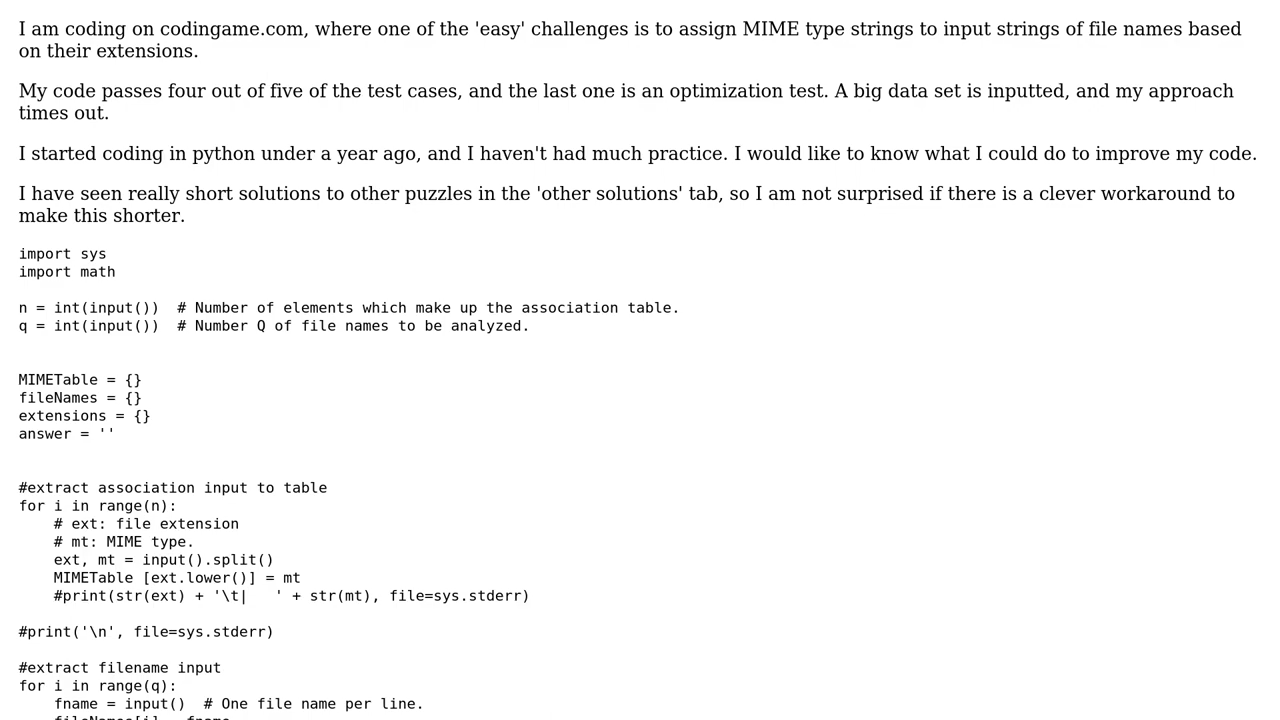 I am coding on codingame.com, where one of the 'easy' challenges is to assign MIME type strings to input strings of file names based
on their extensions.
My code passes four out of five of the test cases, and the last one is an optimization test. A big data set is inputted, and my approach
times out.
I started coding in python under a year ago, and I haven't had much practice. I would like to know what I could do to improve my code.
I have seen really short solutions to other puzzles in the 'other solutions' tab, so I am not surprised if there is a clever workaround to
make this shorter.
import sys
import math
n = int(input())  # Number of elements which make up the association table.
q = int(input())  # Number Q of file names to be analyzed.
MIMETable = {}
fileNames = {}
extensions = {}
answer = ''
#extract association input to table
for i in range(n):
    # ext: file extension
    # mt: MIME type.
    ext, mt = input().split()
    MIMETable [ext.lower()] = mt
    #print(str(ext) + '\t|   ' + str(mt), file=sys.stderr)
#print('\n', file=sys.stderr)
#extract filename input
for i in range(q):
    fname = input()  # One file name per line.
    fileNames[i] = fname